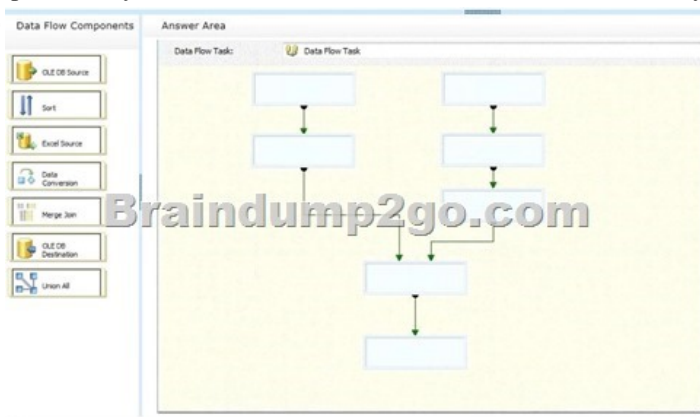 Data Flow Components
Answer Area
Data Flow Task:
Data Flow Task
OLE DB Source
Sort
Excel Source
Data
Conversion
Merge Join
OLE DB
Destination
Union All
Braindump2go.com